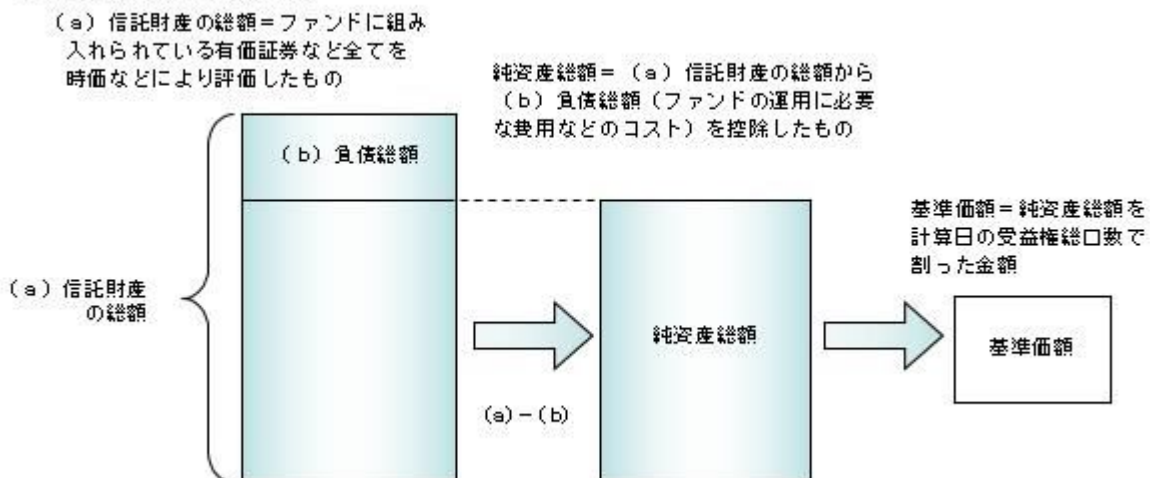 （a）信託財産の総額＝ファンドに組み
入れられている有価証券など全てを
時価などにより評価したもの
純資産総額＝（a）信託財産の総額から
（b）負債総額（ファンドの運用に必要
な費用などのコスト）を控除したもの
（b）負債総額
基準価額＝純資産総額を
計算日の受益権総口数で
割った金額
（a）信託財産
の総額
純資産総額
基準価額
(a)－(b)